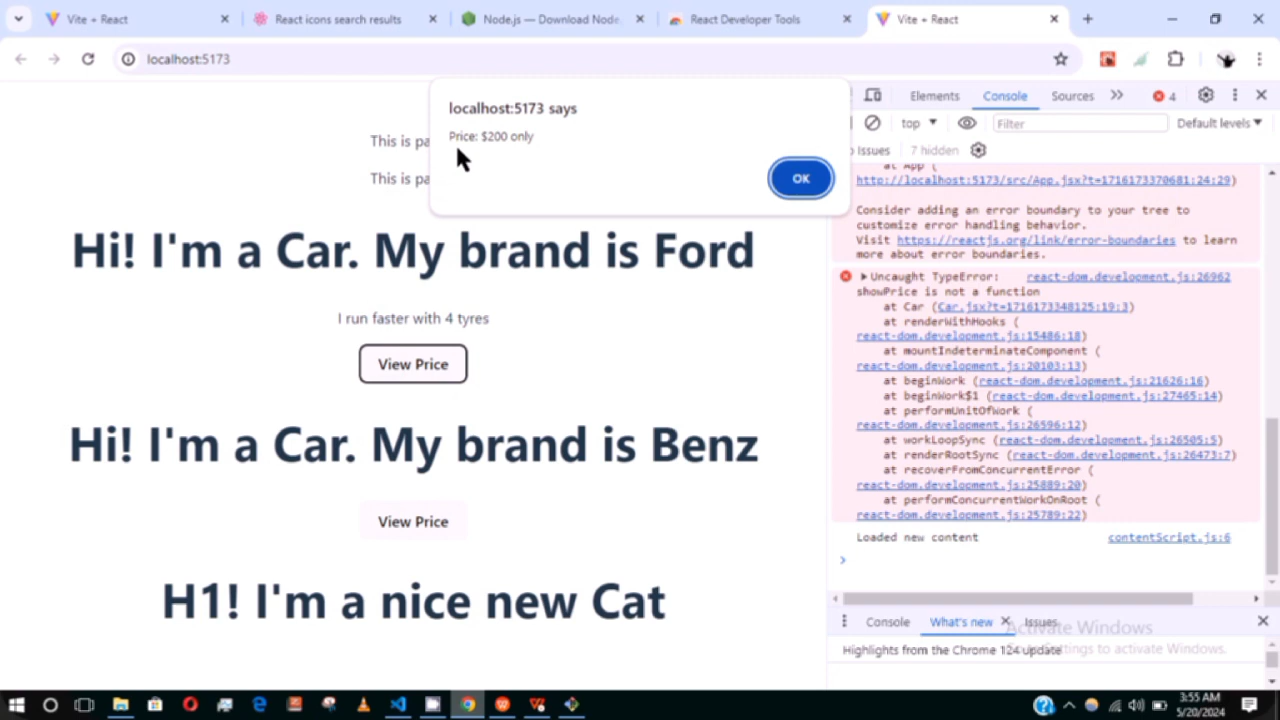 Vite + React
React icons search results
Node.js — Download Node
React Developer Tools
Vite + React
localhost:5173
localhost:5173 says
Price: $200 only
OK
This is pa
This is pa
Hi! I'm a Car. My brand is Ford
I run faster with 4 tyres
View Price
Hi! I'm a Car. My brand is Benz
View Price
H1! I'm a nice new Cat
Elements Console Sources 4
top Filter Default levels
Issues 7 hidden
at App (
http://localhost:5173/src/App.jsx?t=1716173370681:24:29)
Consider adding an error boundary to your tree to
customize error handling behavior.
Visit https://reactjs.org/link/error-boundaries to learn
more about error boundaries.
Uncaught TypeError: react-dom.development.js:26962
showPrice is not a function
at Car (Car.jsx?t=1716173348125:19:3)
at renderWithHooks (
react-dom.development.js:15486:18)
at mountIndeterminateComponent (
react-dom.development.js:20103:13)
at beginWork (react-dom.development.js:21626:16)
at beginWork$1 (react-dom.development.js:27465:14)
at performUnitOfWork (
react-dom.development.js:26596:12)
at workLoopSync (react-dom.development.js:26505:5)
at renderRootSync (react-dom.development.js:26473:7)
at recoverFromConcurrentError (
react-dom.development.js:25889:20)
at performConcurrentWorkOnRoot (
react-dom.development.js:25789:22)
Loaded new content contentScript.js:6
Console What's new Issues
Activate Windows
Highlights from the Chrome 124 update
Go to Settings to activate Windows.
3:55 AM
5/20/2024